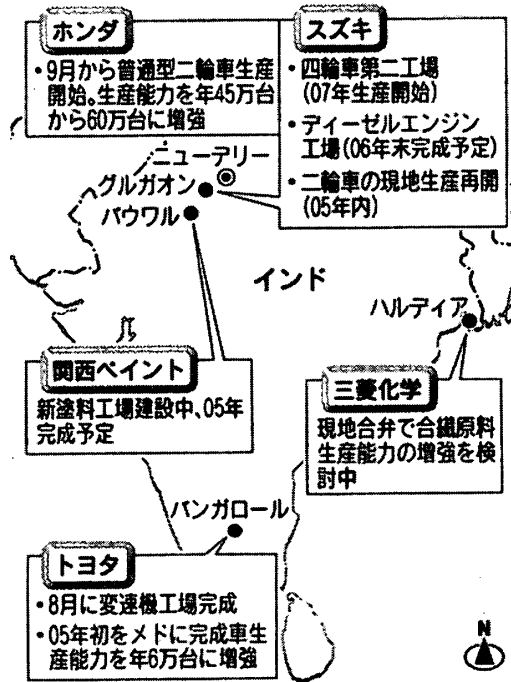 ホンダ
・9月から普通型二輪車生産
開始。生産能力を年45万台
から60万台に増強
スズキ
・四輪車第二工場
(07年生産開始)
・ディーゼルエンジン
工場(06年末完成予定)
・二輪車の現地生産再開
(05年内)
ニューデリー
グルガオン
バウワル
インド
ハルディア
関西ペイント
新塗料工場建設中、05年
完成予定
三菱化学
現地合弁で合繊原料
生産能力の増強を検
討中
バンガロール
トヨタ
・8月に変速機工場完成
・05年初をメドに完成車生
産能力を年6万台に増強
N